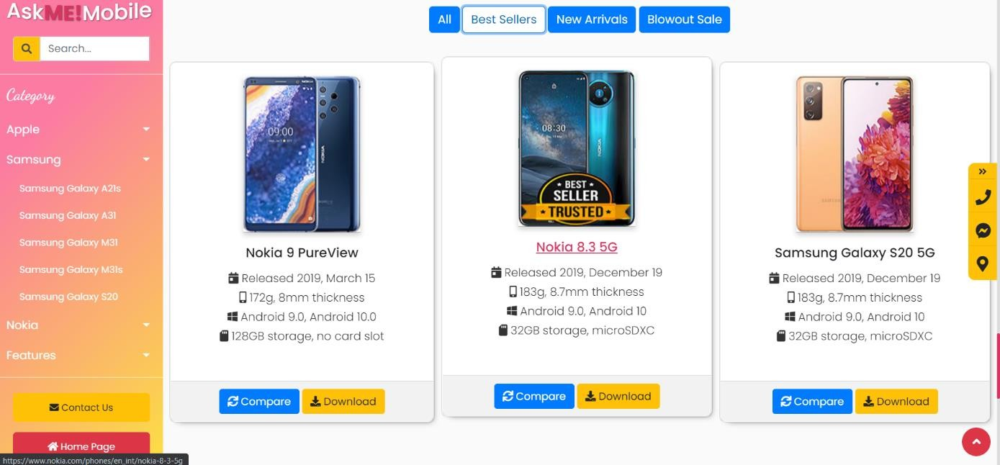 AskME!Mobile
Search...
Category
Apple
Samsung
Samsung Galaxy A21s
Samsung Galaxy A31
Samsung Galaxy M31
Samsung Galaxy M31s
Samsung Galaxy S20
Nokia
Features
Contact Us
Home Page
https://www.nokia.com/phones/en_int/nokia-8-3-5g
All
Best Sellers
New Arrivals
Blowout Sale
09:00
NOKIA
NOKIA
Nokia 9 PureView
Released 2019, March 15
172g, 8mm thickness
Android 9.0, Android 10.0
128GB storage, no card slot
Compare
Download
08:30
NOKIA
BEST
SELLER
TRUSTED
Nokia 8.3 5G
Released 2019, December 19
183g, 8.7mm thickness
Android 9.0, Android 10
32GB storage, microSDXC
Compare
Download
SAMSUNG
Samsung Galaxy S20 5G
Released 2019, December 19
183g, 8.7mm thickness
Android 9.0, Android 10
32GB storage, microSDXC
Compare
Download